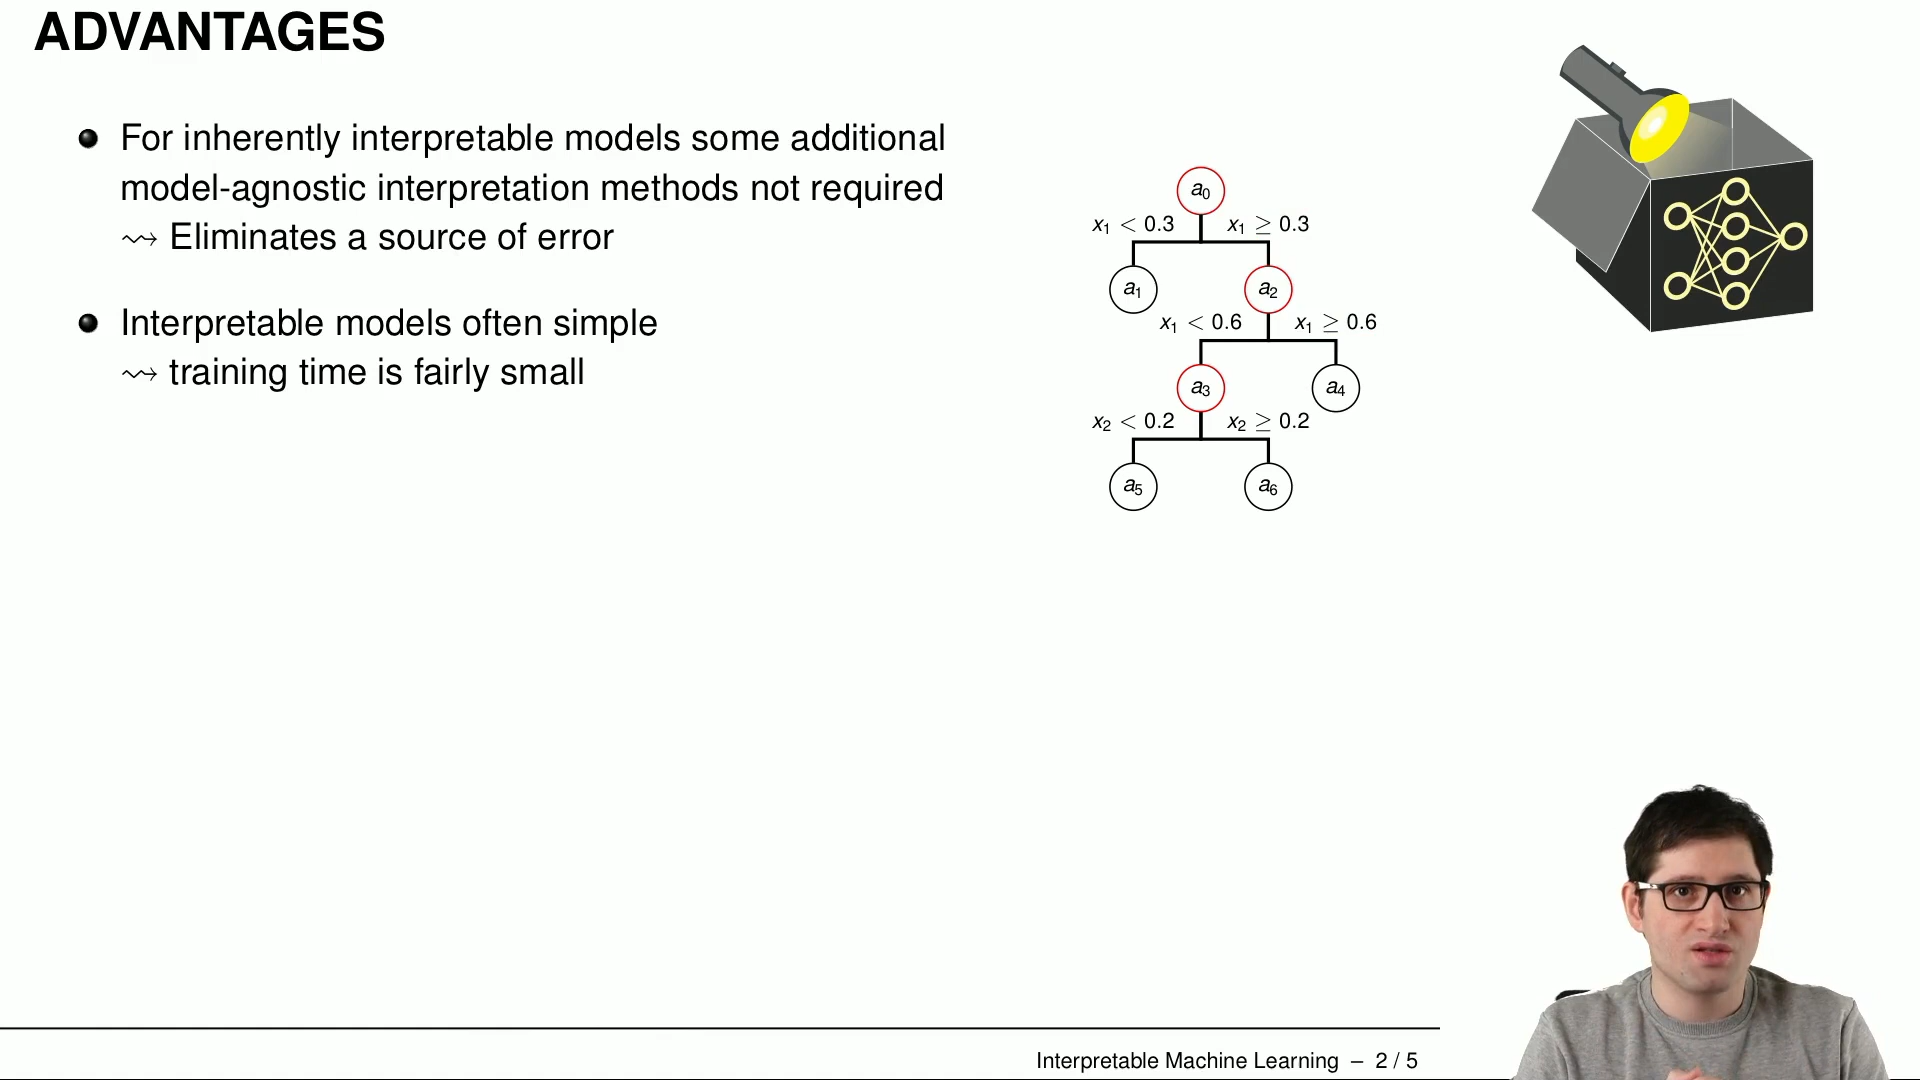 ADVANTAGES
For inherently interpretable models some additional
model-agnostic interpretation methods not required
⇝ Eliminates a source of error
Interpretable models often simple
⇝ training time is fairly small
a₀
x₁ < 0.3 x₁ ≥ 0.3
a₁ a₂
x₁ < 0.6 x₁ ≥ 0.6
a₃ a₄
x₂ < 0.2 x₂ ≥ 0.2
a₅ a₆
Interpretable Machine Learning – 2 / 5